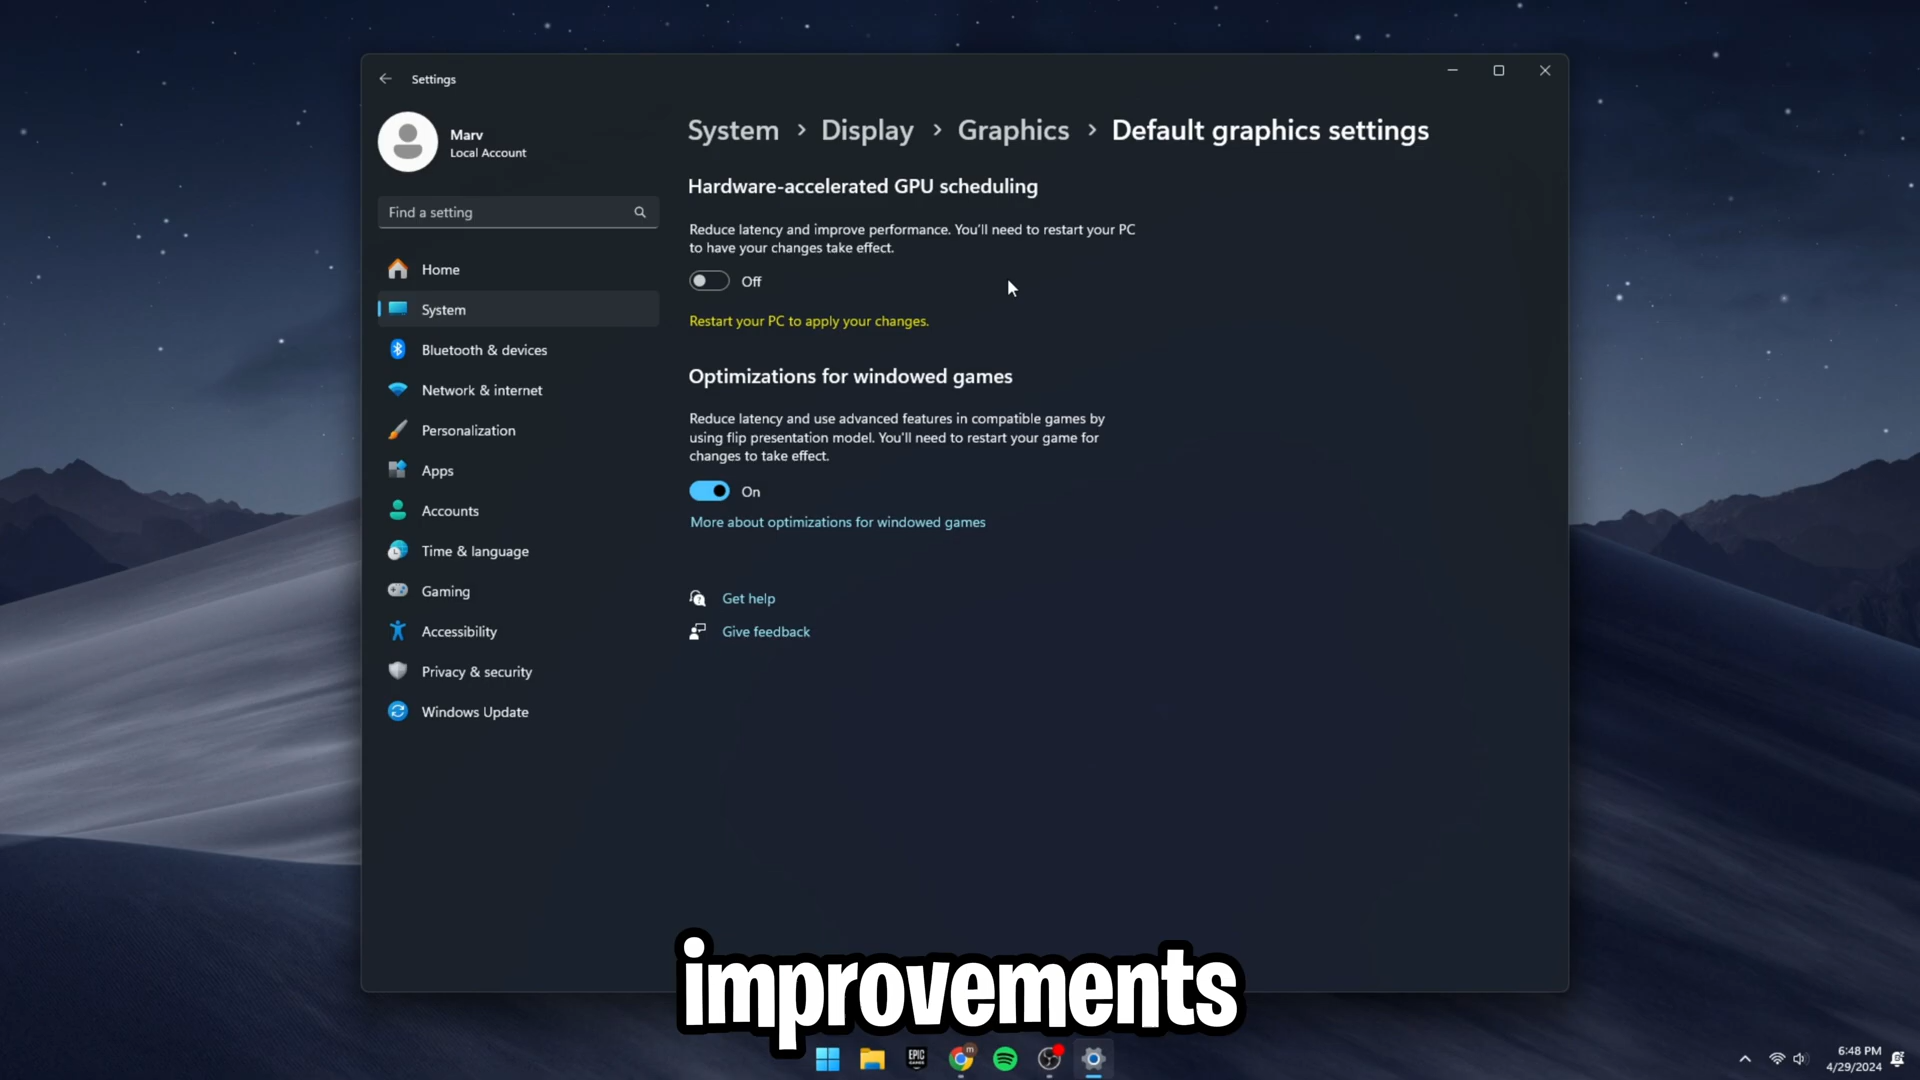 Settings
Marv
Local Account
Find a setting
Home
System
Bluetooth & devices
Network & internet
Personalization
Apps
Accounts
Time & language
Gaming
Accessibility
Privacy & security
Windows Update
System > Display > Graphics > Default graphics settings
Hardware-accelerated GPU scheduling
Reduce latency and improve performance. You'll need to restart your PC
to have your changes take effect.
Off
Restart your PC to apply your changes.
Optimizations for windowed games
Reduce latency and use advanced features in compatible games by
using flip presentation model. You'll need to restart your game for
changes to take effect.
On
More about optimizations for windowed games
Get help
Give feedback
improvements
EPIC
GAMES
m
6:48 PM
4/29/2024